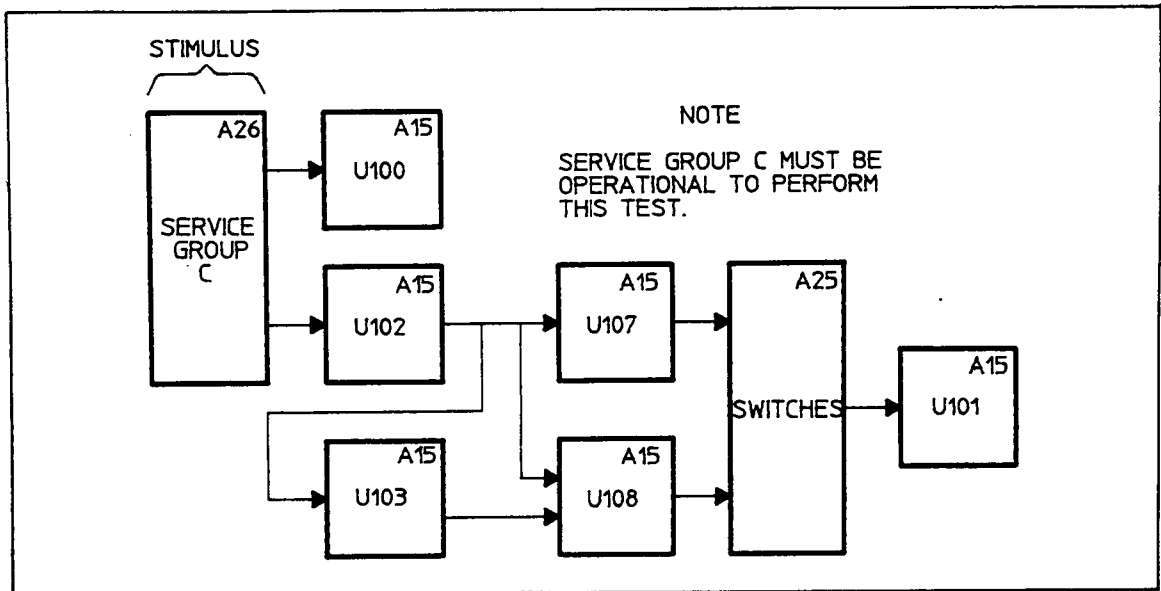 STIMULUS
A26
SERVICE
GROUP
C
A15
U100
NOTE
SERVICE GROUP C MUST BE
OPERATIONAL TO PERFORM
THIS TEST.
A15
U102
A15
U107
A25
SWITCHES
A15
U101
A15
U103
A15
U108